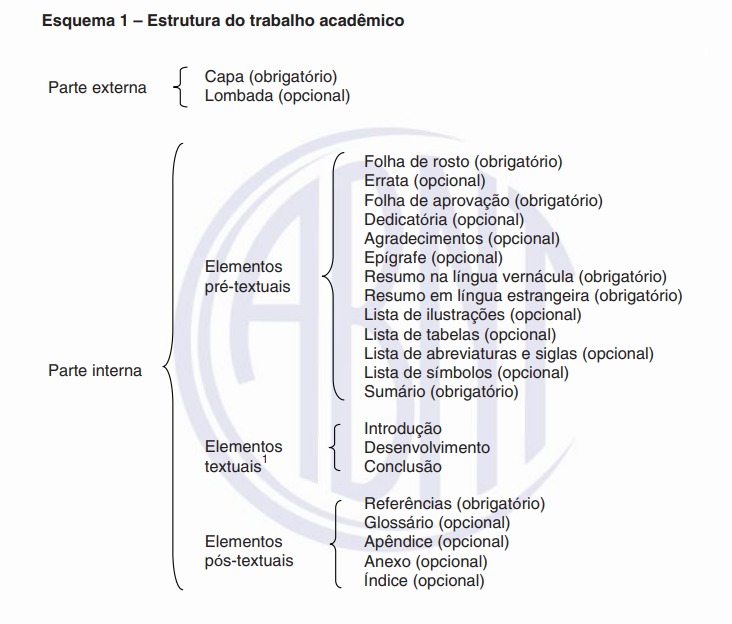 Esquema 1 – Estrutura do trabalho acadêmico
Parte externa
Capa (obrigatório)
Lombada (opcional)
Parte interna
Elementos
pré-textuais
Folha de rosto (obrigatório)
Errata (opcional)
Folha de aprovação (obrigatório)
Dedicatória (opcional)
Agradecimentos (opcional)
Epígrafe (opcional)
Resumo na língua vernácula (obrigatório)
Resumo em língua estrangeira (obrigatório)
Lista de ilustrações (opcional)
Lista de tabelas (opcional)
Lista de abreviaturas e siglas (opcional)
Lista de símbolos (opcional)
Sumário (obrigatório)
Elementos
textuais1
Introdução
Desenvolvimento
Conclusão
Elementos
pós-textuais
Referências (obrigatório)
Glossário (opcional)
Apêndice (opcional)
Anexo (opcional)
Índice (opcional)
ABNT